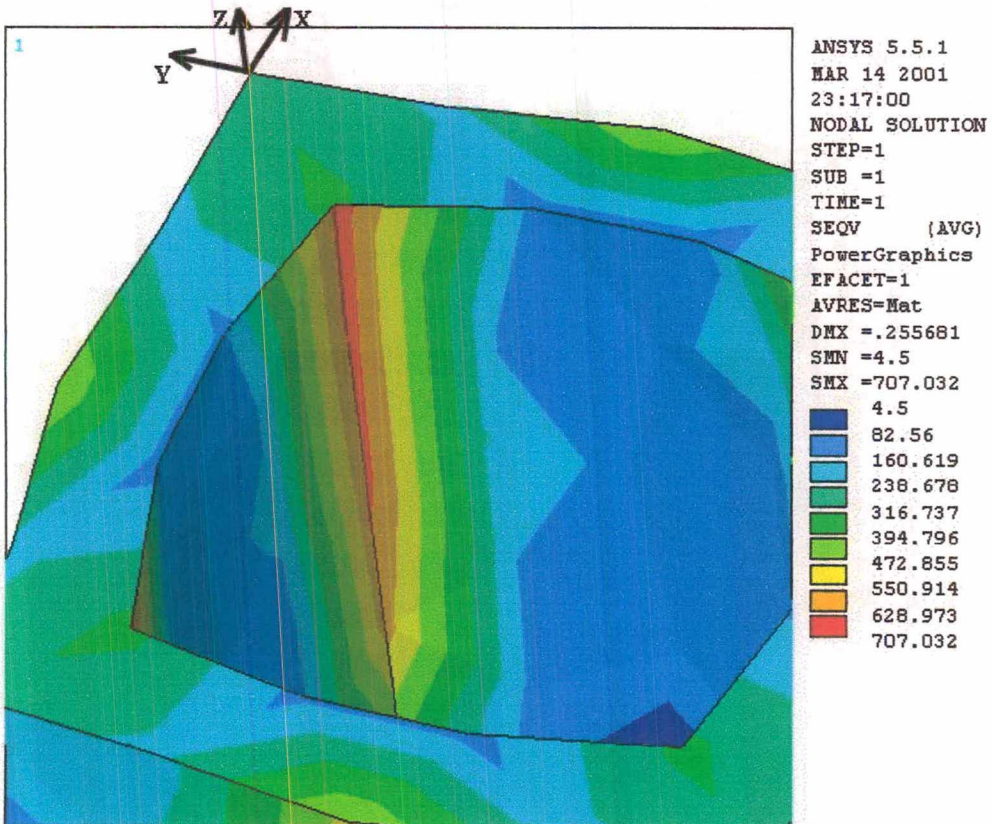 Z X
Y
1
ANSYS 5.5.1
MAR 14 2001
23:17:00
NODAL SOLUTION
STEP=1
SUB =1
TIME=1
SEQV (AVG)
PowerGraphics
EFACET=1
AVRES=Mat
DMX =.255681
SMN =4.5
SMX =707.032
4.5
82.56
160.619
238.678
316.737
394.796
472.855
550.914
628.973
707.032